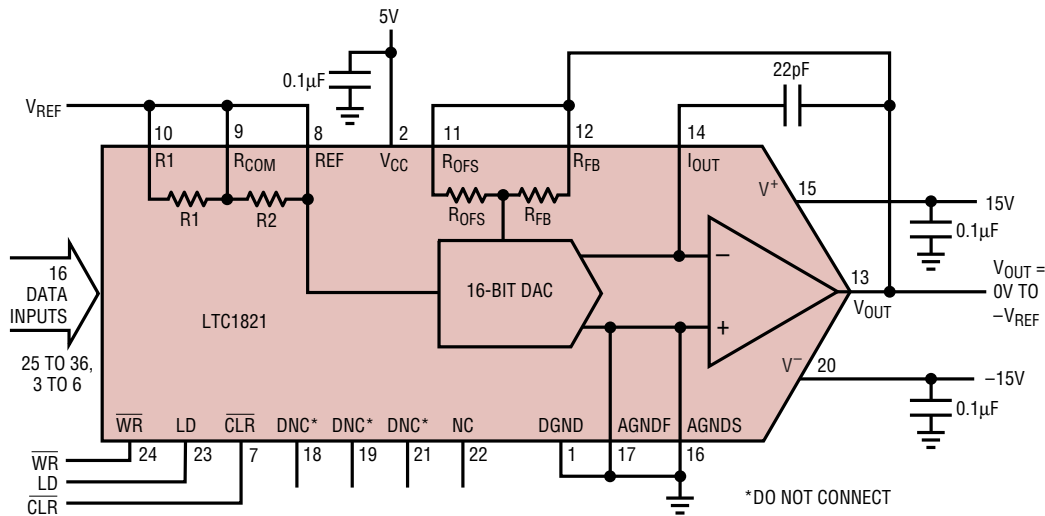 5V
0.1µF
22pF
VREF
10
9
8
2
11
12
14
R1
RCOM
REF
VCC
ROFS
RFB
IOUT
V+
15
15V
R1
R2
ROFS
RFB
0.1µF
16
DATA
INPUTS
LTC1821
16-BIT DAC
–
+
13
VOUT
VOUT =
0V TO
–VREF
25 TO 36,
3 TO 6
V–
20
–15V
0.1µF
WR
LD
CLR
DNC*
DNC*
DNC*
NC
DGND
AGNDF
AGNDS
24
23
7
18
19
21
22
1
17
16
WR
LD
CLR
*DO NOT CONNECT